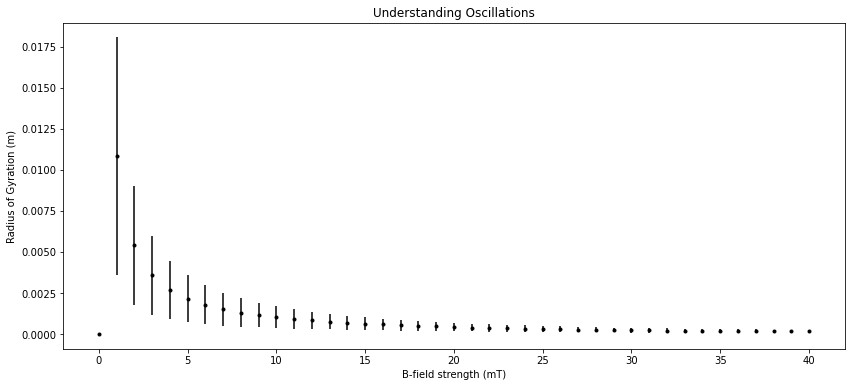 Understanding Oscillations
Radius of Gyration (m)
0.0175
0.0150
0.0125
0.0100
0.0075
0.0050
0.0025
0.0000
0 5 10 15 20 25 30 35 40
B-field strength (mT)